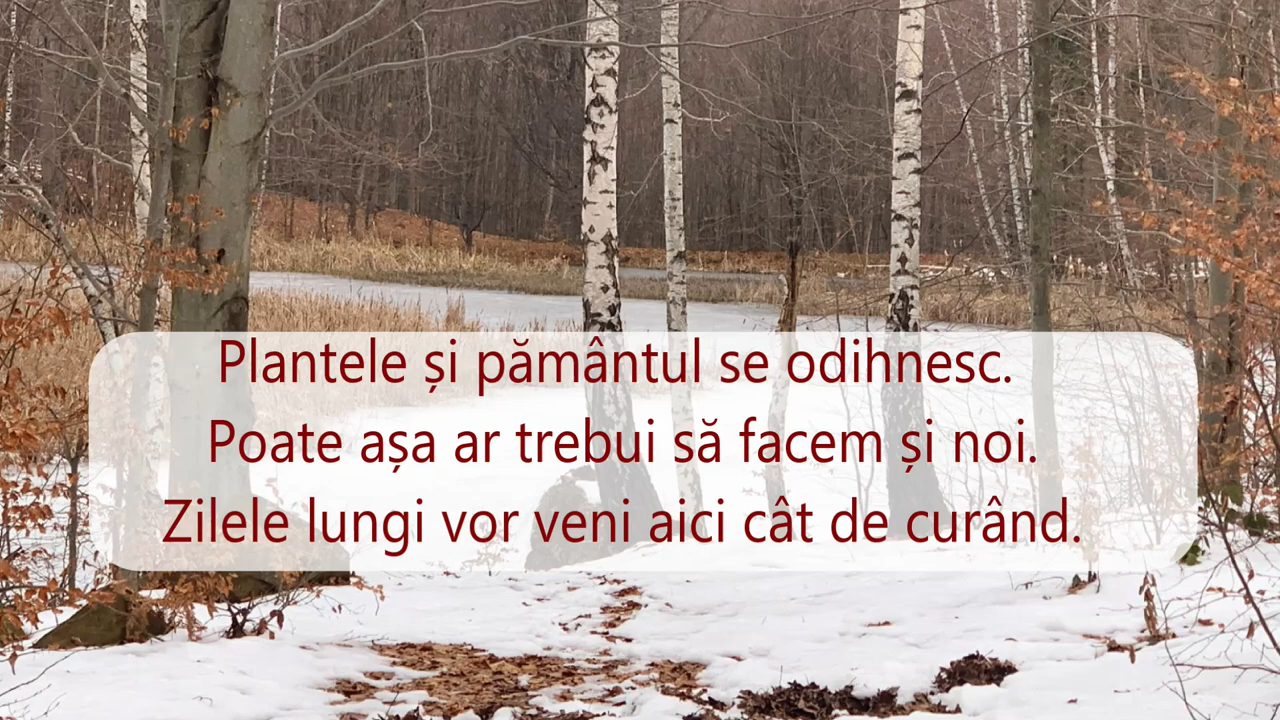 Plantele și pământul se odihnesc.
Poate așa ar trebui să facem și noi.
Zilele lungi vor veni aici cât de curând.